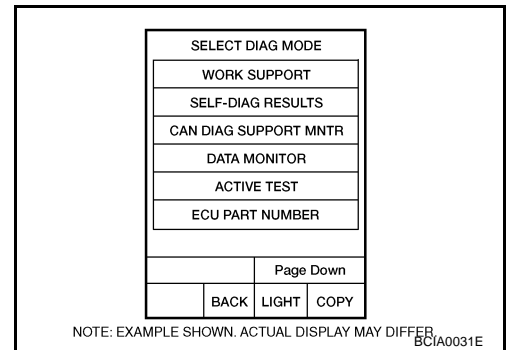 SELECT DIAG MODE
WORK SUPPORT
SELF-DIAG RESULTS
CAN DIAG SUPPORT MNTR
DATA MONITOR
ACTIVE TEST
ECU PART NUMBER
Page Down
BACK LIGHT COPY
NOTE: EXAMPLE SHOWN. ACTUAL DISPLAY MAY DIFFER.
BCIA0031E